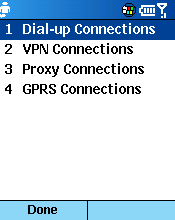 1 Dial-up Connections
2 VPN Connections
3 Proxy Connections
4 GPRS Connections
Done